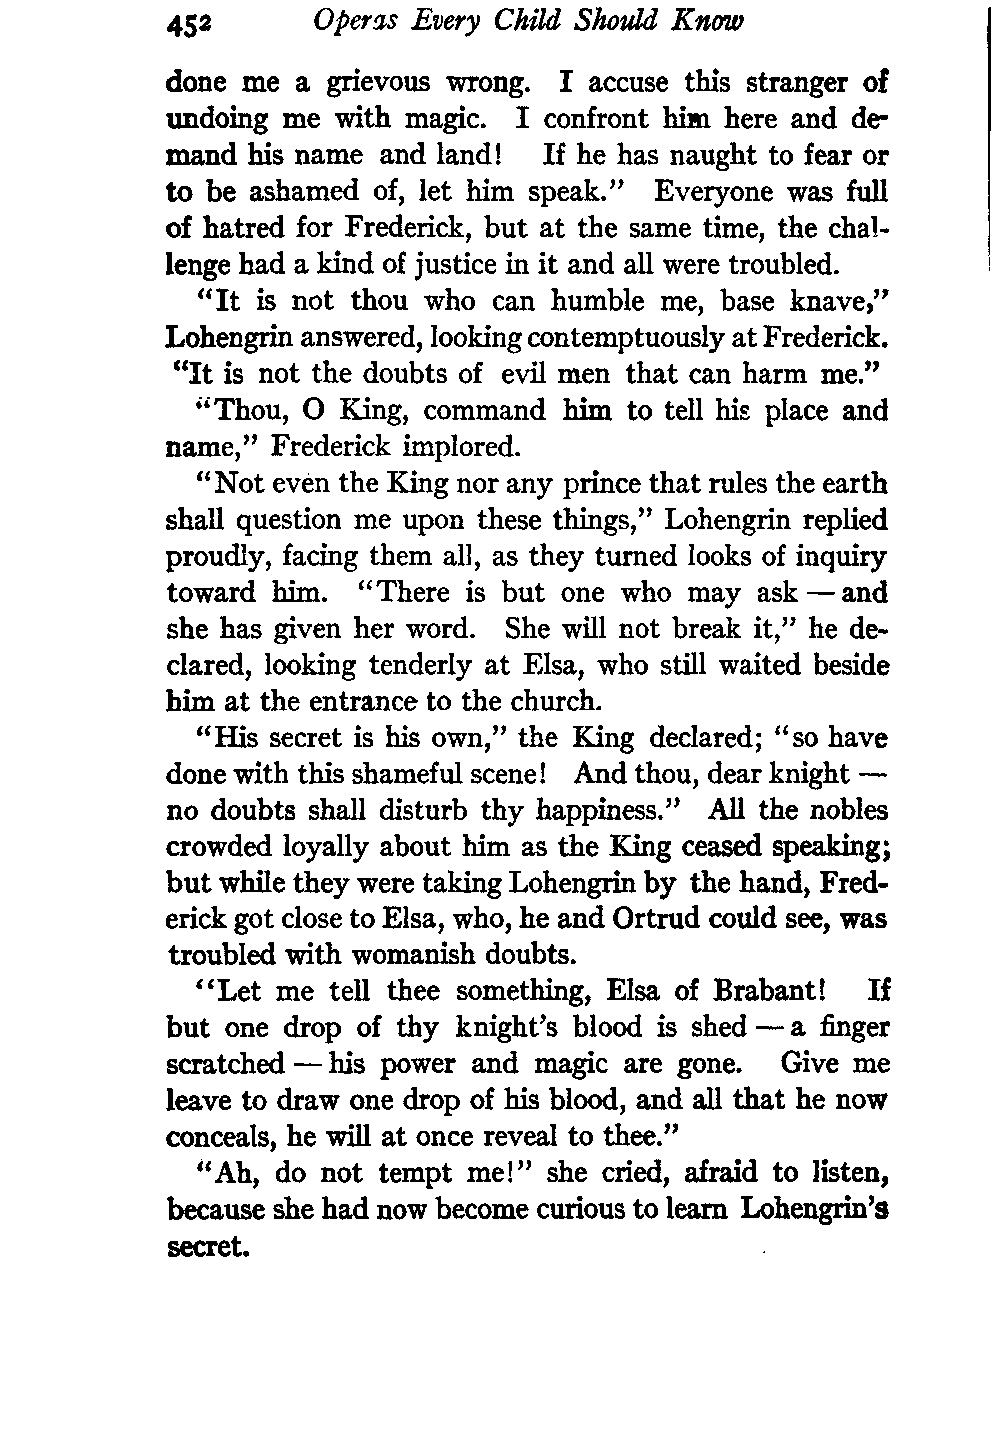 452 Operas Every Child Should Know
done me a grievous wrong. I accuse this stranger of
undoing me with magic. I confront him here and de-
mand his name and land! If he has naught to fear or
to be ashamed of, let him speak." Everyone was full
of hatred for Frederick, but at the same time, the chal-
lenge had a kind of justice in it and all were troubled.
"It is not thou who can humble me, base knave,"
Lohengrin answered, looking contemptuously at Frederick.
"It is not the doubts of evil men that can harm me."
"Thou, O King, command him to tell his place and
name," Frederick implored.
"Not even the King nor any prince that rules the earth
shall question me upon these things," Lohengrin replied
proudly, facing them all, as they turned looks of inquiry
toward him. "There is but one who may ask — and
she has given her word. She will not break it," he de-
clared, looking tenderly at Elsa, who still waited beside
him at the entrance to the church.
"His secret is his own," the King declared; "so have
done with this shameful scene! And thou, dear knight —
no doubts shall disturb thy happiness." All the nobles
crowded loyally about him as the King ceased speaking;
but while they were taking Lohengrin by the hand, Fred-
erick got close to Elsa, who, he and Ortrud could see, was
troubled with womanish doubts.
"Let me tell thee something, Elsa of Brabant! If
but one drop of thy knight's blood is shed — a finger
scratched — his power and magic are gone. Give me
leave to draw one drop of his blood, and all that he now
conceals, he will at once reveal to thee."
"Ah, do not tempt me!" she cried, afraid to listen,
because she had now become curious to learn Lohengrin's
secret.